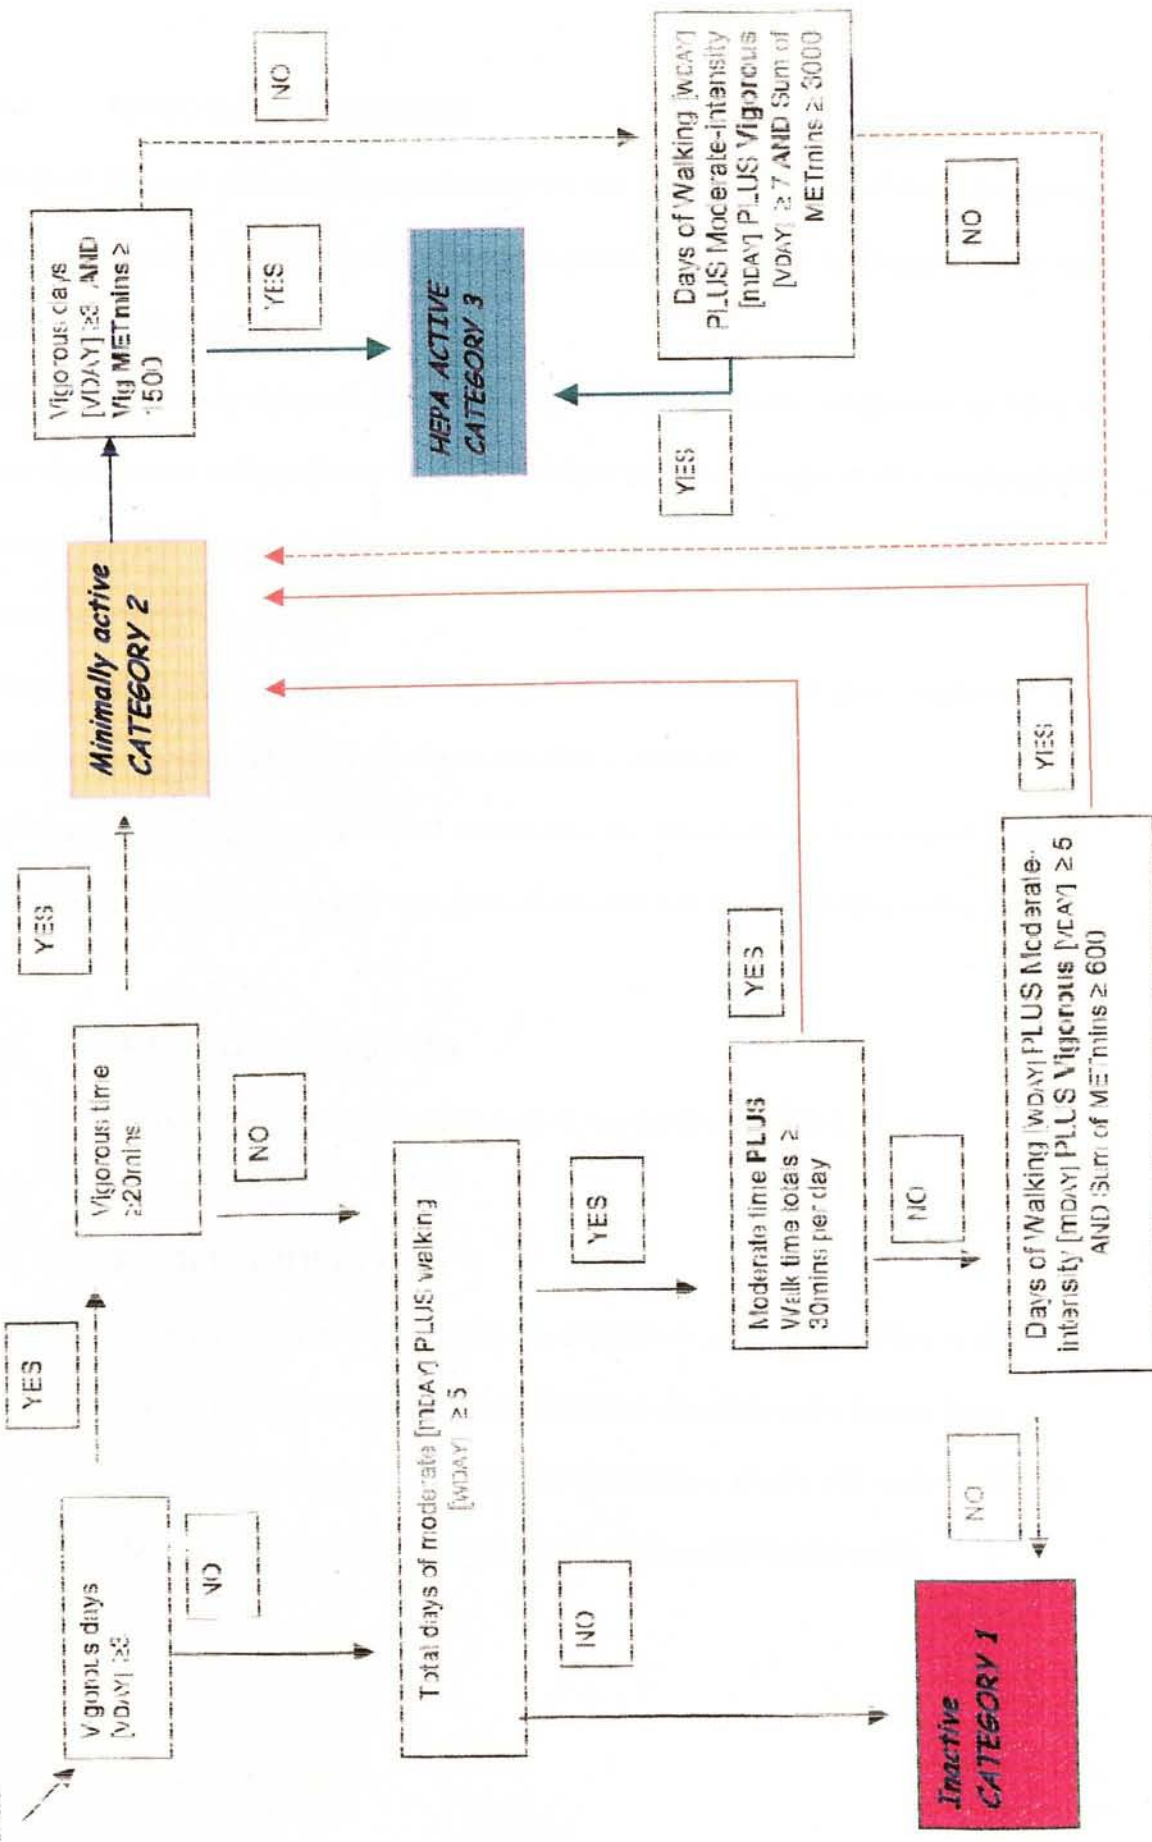 Vigorous days
[VDAY] ≥3
YES
Vigorous time
≥20mins
YES
Minimally active
CATEGORY 2
Vigorous days
[VDAY] ≥3 AND
Vig METmins ≥
1500
NO
NO
NO
YES
HEPA ACTIVE
CATEGORY 3
Total days of moderate [mDAY] PLUS walking
[WDAY] ≥ 5
YES
NO
YES
Days of Walking [WDAY]
PLUS Moderate-intensity
[mDAY] PLUS Vigorous
[VDAY] ≥ 7 AND Sum of
METmins ≥ 3000
Moderate time PLUS
Walk time totals ≥
30mins per day
YES
NO
NO
Inactive
CATEGORY 1
NO
Days of Walking [WDAY] PLUS Moderate-
intensity [mDAY] PLUS Vigorous [VDAY] ≥ 5
AND Sum of METmins ≥ 600
YES